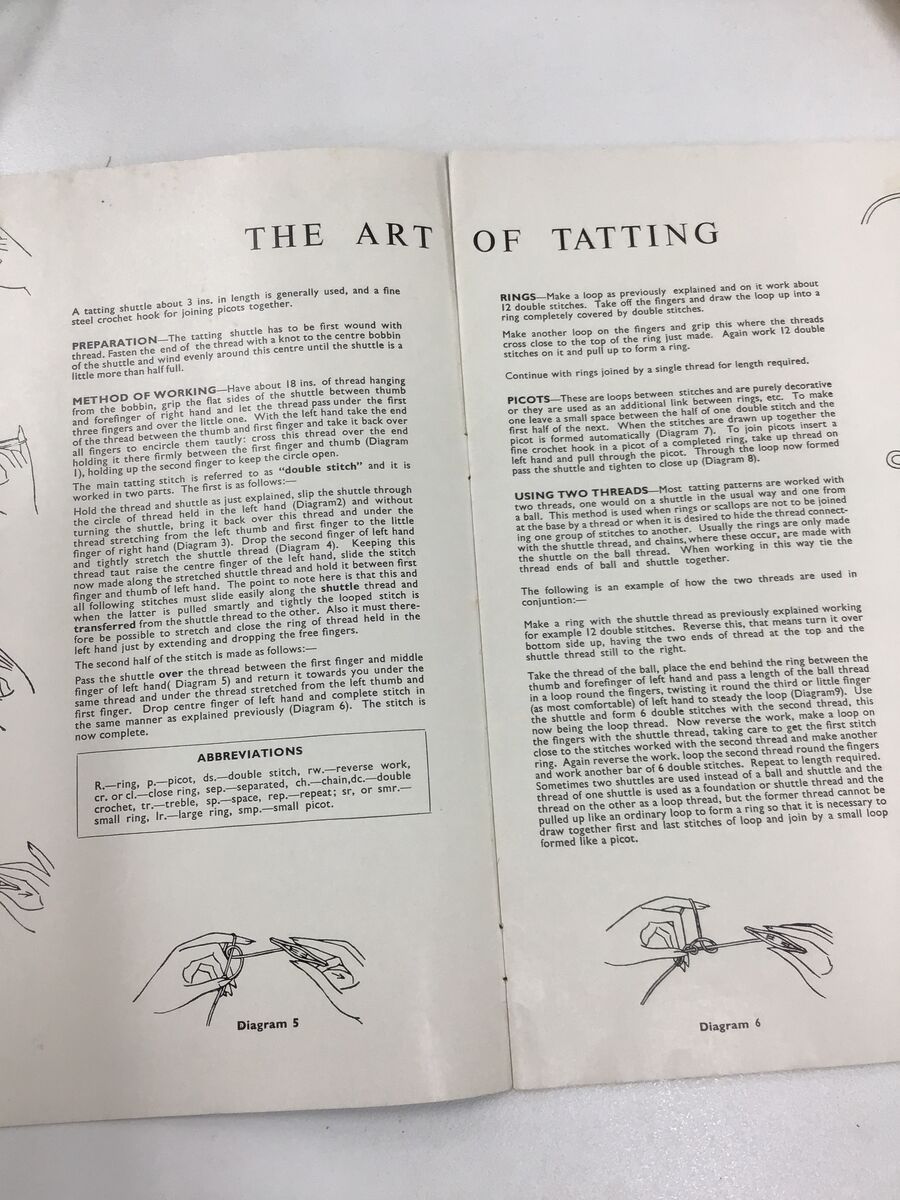 THE ART OF TATTING
A tatting shuttle about 3 ins. in length is generally used, and a fine
steel crochet hook for joining picots together.
PREPARATION—The tatting shuttle has to be first wound with
thread. Fasten the end of the thread with a knot to the centre bobbin
of the shuttle and wind evenly around this centre until the shuttle is a
little more than half full.
METHOD OF WORKING—Have about 18 ins. of thread hanging
from the bobbin, grip the flat sides of the shuttle between thumb
and forefinger of right hand and let the thread pass under the first
three fingers and over the little one. With the left hand take the end
of the thread between the thumb and first finger and take it back over
all fingers to encircle them tautly: cross this thread over the end
holding it there firmly between the first finger and thumb (Diagram
1), holding up the second finger to keep the circle open.
The main tatting stitch is referred to as "double stitch" and it is
worked in two parts. The first is as follows:—
Hold the thread and shuttle as just explained, slip the shuttle through
the circle of thread held in the left hand (Diagram2) and without
turning the shuttle, bring it back over this thread and under the
thread stretching from the left thumb and first finger to the little
finger of right hand (Diagram 3). Drop the second finger of left hand
and tightly stretch the shuttle thread (Diagram 4). Keeping this
thread taut raise the centre finger of the left hand, slide the stitch
now made along the stretched shuttle thread and hold it between first
finger and thumb of left hand. The point to note here is that this and
all following stitches must slide easily along the shuttle thread and
when the latter is pulled smartly and tightly the looped stitch is
transferred from the shuttle thread to the other. Also it must there-
fore be possible to stretch and close the ring of thread held in the
left hand just by extending and dropping the free fingers.
The second half of the stitch is made as follows:—
Pass the shuttle over the thread between the first finger and middle
finger of left hand( Diagram 5) and return it towards you under the
same thread and under the thread stretched from the left thumb and
first finger. Drop centre finger of left hand and complete stitch in
the same manner as explained previously (Diagram 6). The stitch is
now complete.
ABBREVIATIONS
R.—ring, p.—picot, ds.—double stitch, rw.—reverse work,
cr. or cl.—close ring, sep.—separated, ch.—chain,dc.—double
crochet, tr.—treble, sp.—space, rep.—repeat; sr, or smr.—
small ring, lr.—large ring, smp.—small picot.
Diagram 5
RINGS—Make a loop as previously explained and on it work about
12 double stitches. Take off the fingers and draw the loop up into a
ring completely covered by double stitches.
Make another loop on the fingers and grip this where the threads
cross close to the top of the ring just made. Again work 12 double
stitches on it and pull up to form a ring.
Continue with rings joined by a single thread for length required.
PICOTS—These are loops between stitches and are purely decorative
or they are used as an additional link between rings, etc. To make
one leave a small space between the half of one double stitch and the
first half of the next. When the stitches are drawn up together the
picot is formed automatically (Diagram 7). To join picots insert a
fine crochet hook in a picot of a completed ring, take up thread on
left hand and pull through the picot. Through the loop now formed
pass the shuttle and tighten to close up (Diagram 8).
USING TWO THREADS—Most tatting patterns are worked with
two threads, one would on a shuttle in the usual way and one from
a ball. This method is used when rings or scallops are not to be joined
at the base by a thread or when it is desired to hide the thread connect-
ing one group of stitches to another. Usually the rings are only made
with the shuttle thread, and chains, where these occur, are made with
the shuttle on the ball thread. When working in this way tie the
thread ends of ball and shuttle together.
The following is an example of how the two threads are used in
conjuntion:—
Make a ring with the shuttle thread as previously explained working
for example 12 double stitches. Reverse this, that means turn it over
bottom side up, having the two ends of thread at the top and the
shuttle thread still to the right.
Take the thread of the ball, place the end behind the ring between the
thumb and forefinger of left hand and pass a length of the ball thread
in a loop round the fingers, twisting it round the third or little finger
(as most comfortable) of left hand to steady the loop (Diagram9). Use
the shuttle and form 6 double stitches with the second thread, this
now being the loop thread. Now reverse the work, make a loop on
the fingers with the shuttle thread, taking care to get the first stitch
close to the stitches worked with the second thread and make another
ring. Again reverse the work. loop the second thread round the fingers
and work another bar of 6 double stitches. Repeat to length required.
Sometimes two shuttles are used instead of a ball and shuttle and the
thread of one shuttle is used as a foundation or shuttle thread and the
thread on the other as a loop thread, but the former thread cannot be
pulled up like an ordinary loop to form a ring so that it is necessary to
draw together first and last stitches of loop and join by a small loop
formed like a picot.
Diagram 6